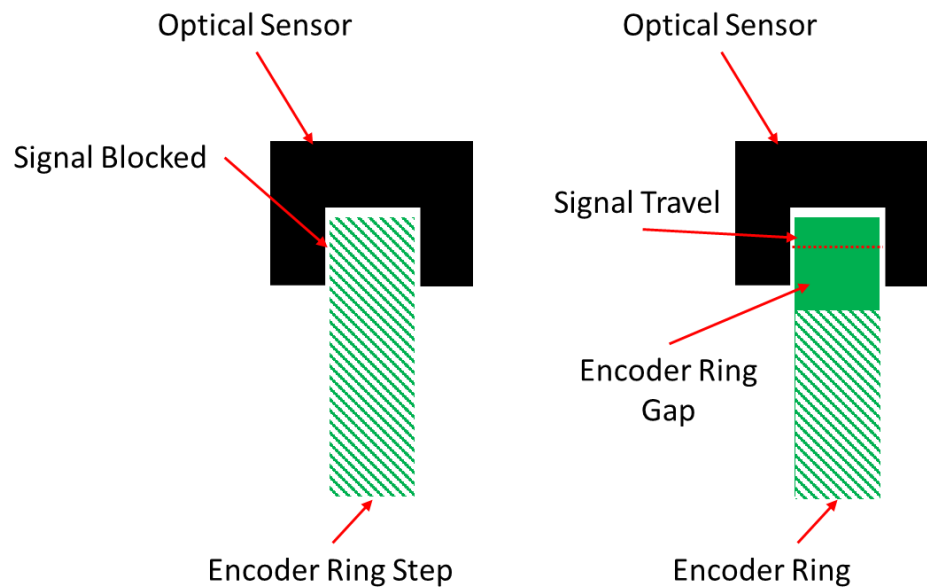 Optical Sensor
Signal Blocked
Encoder Ring Step
Optical Sensor
Signal Travel
Encoder Ring
Gap
Encoder Ring